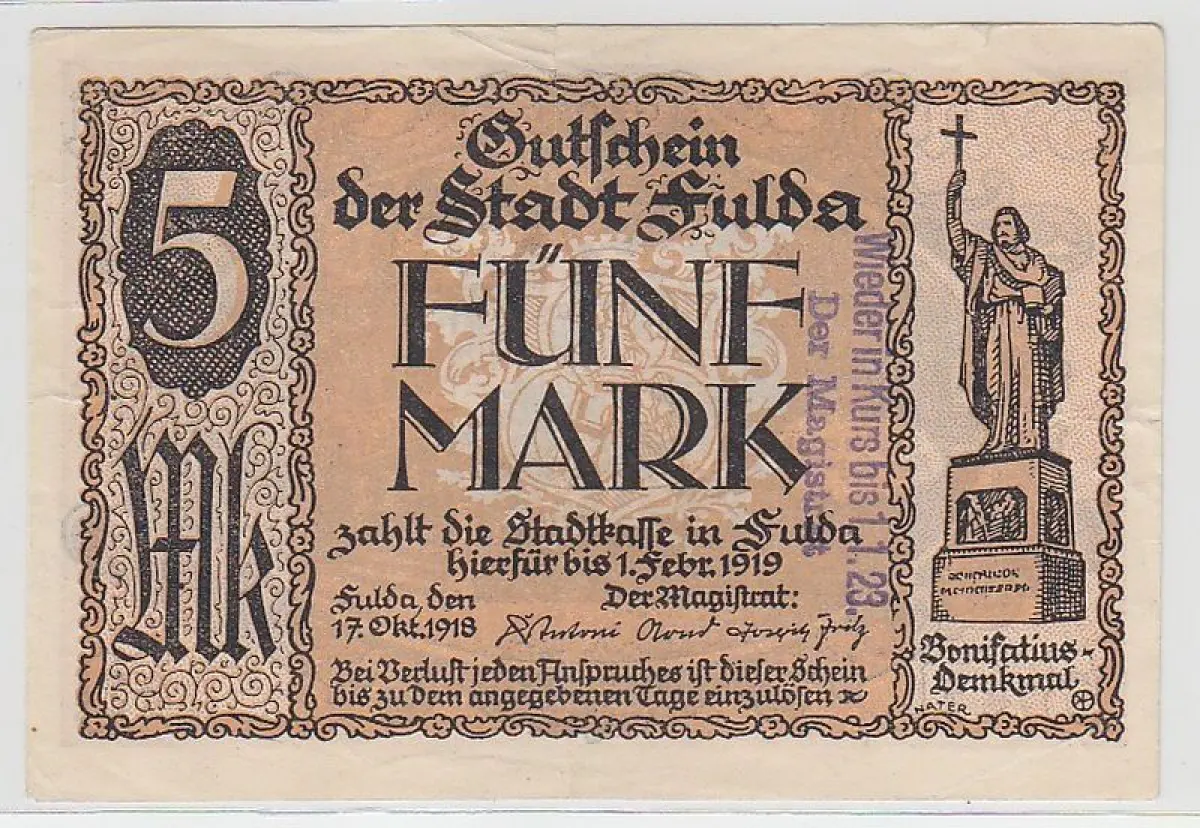 5
Mk
Gutschein
der Stadt Fulda
FÜNF
MARK
zahlt die Stadtkasse in Fulda
hierfür bis 1. Febr. 1919
Fulda, den
17. Okt. 1918
Der Magistrat:
Antoni
Bei Verlust jeden Anspruches ist dieser Schein
bis zu dem angegebenen Tage einzulösen
wieder in Kurs bis 1. 1. 23.
Der Magistrat
Bonifatius-
Denkmal
NATER